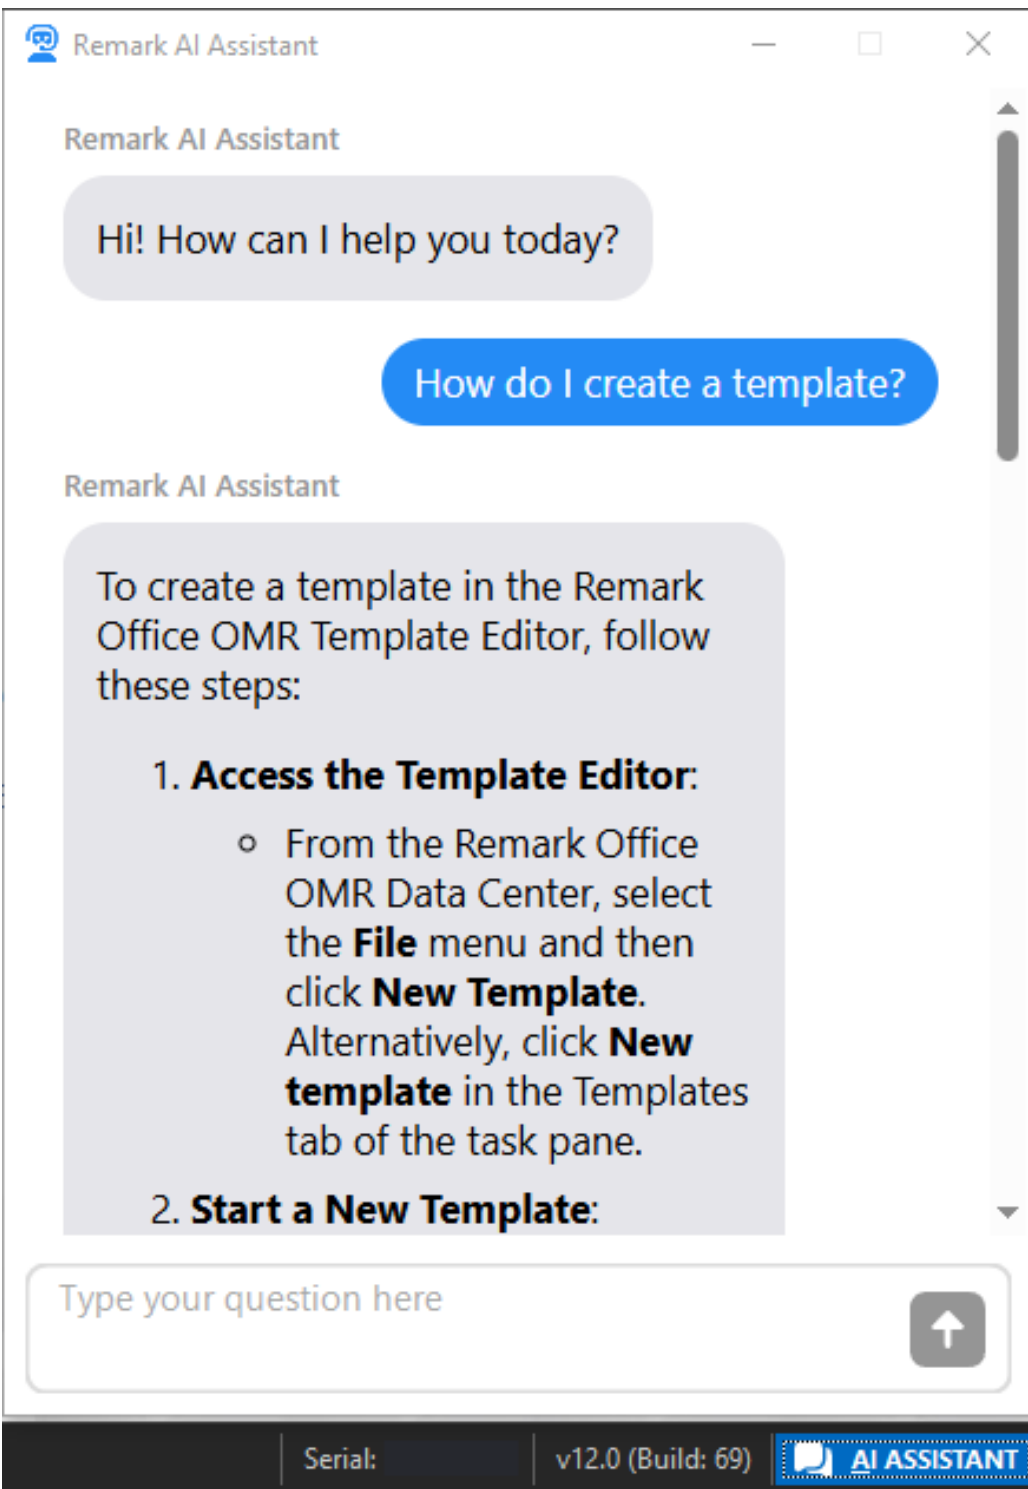 Remark AI Assistant
Remark AI Assistant
Hi! How can I help you today?
How do I create a template?
Remark AI Assistant
To create a template in the Remark
Office OMR Template Editor, follow
these steps:
1. Access the Template Editor:
From the Remark Office
OMR Data Center, select
the File menu and then
click New Template.
Alternatively, click New
template in the Templates
tab of the task pane.
2. Start a New Template:
Type your question here
Serial:
v12.0 (Build: 69)
AI ASSISTANT